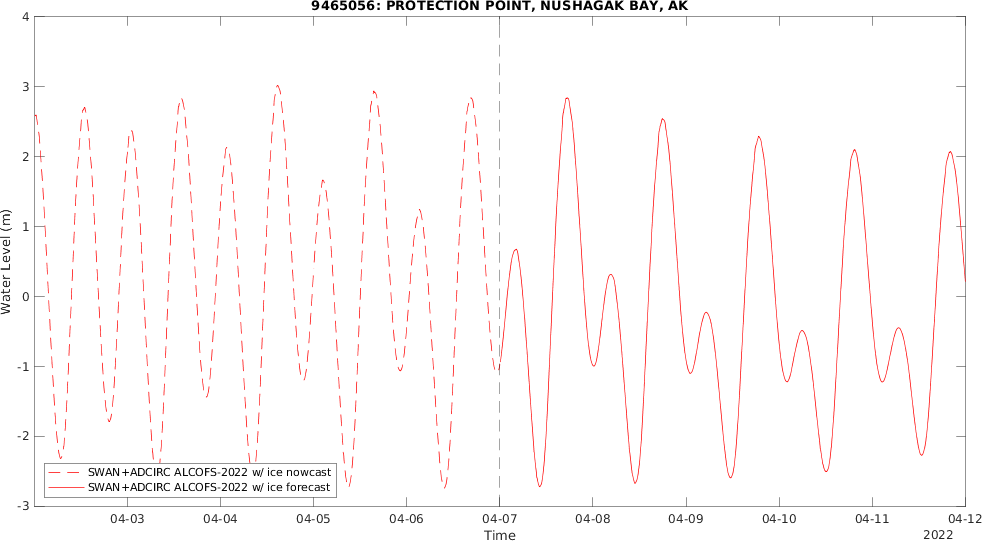 9465056: PROTECTION POINT, NUSHAGAK BAY, AK
4
3
2
1
0
-1
-2
-3
Water Level (m)
SWAN+ADCIRC ALCOFS-2022 w/ ice nowcast
SWAN+ADCIRC ALCOFS-2022 w/ ice forecast
04-03 04-04 04-05 04-06 04-07 04-08 04-09 04-10 04-11 04-12
Time
2022